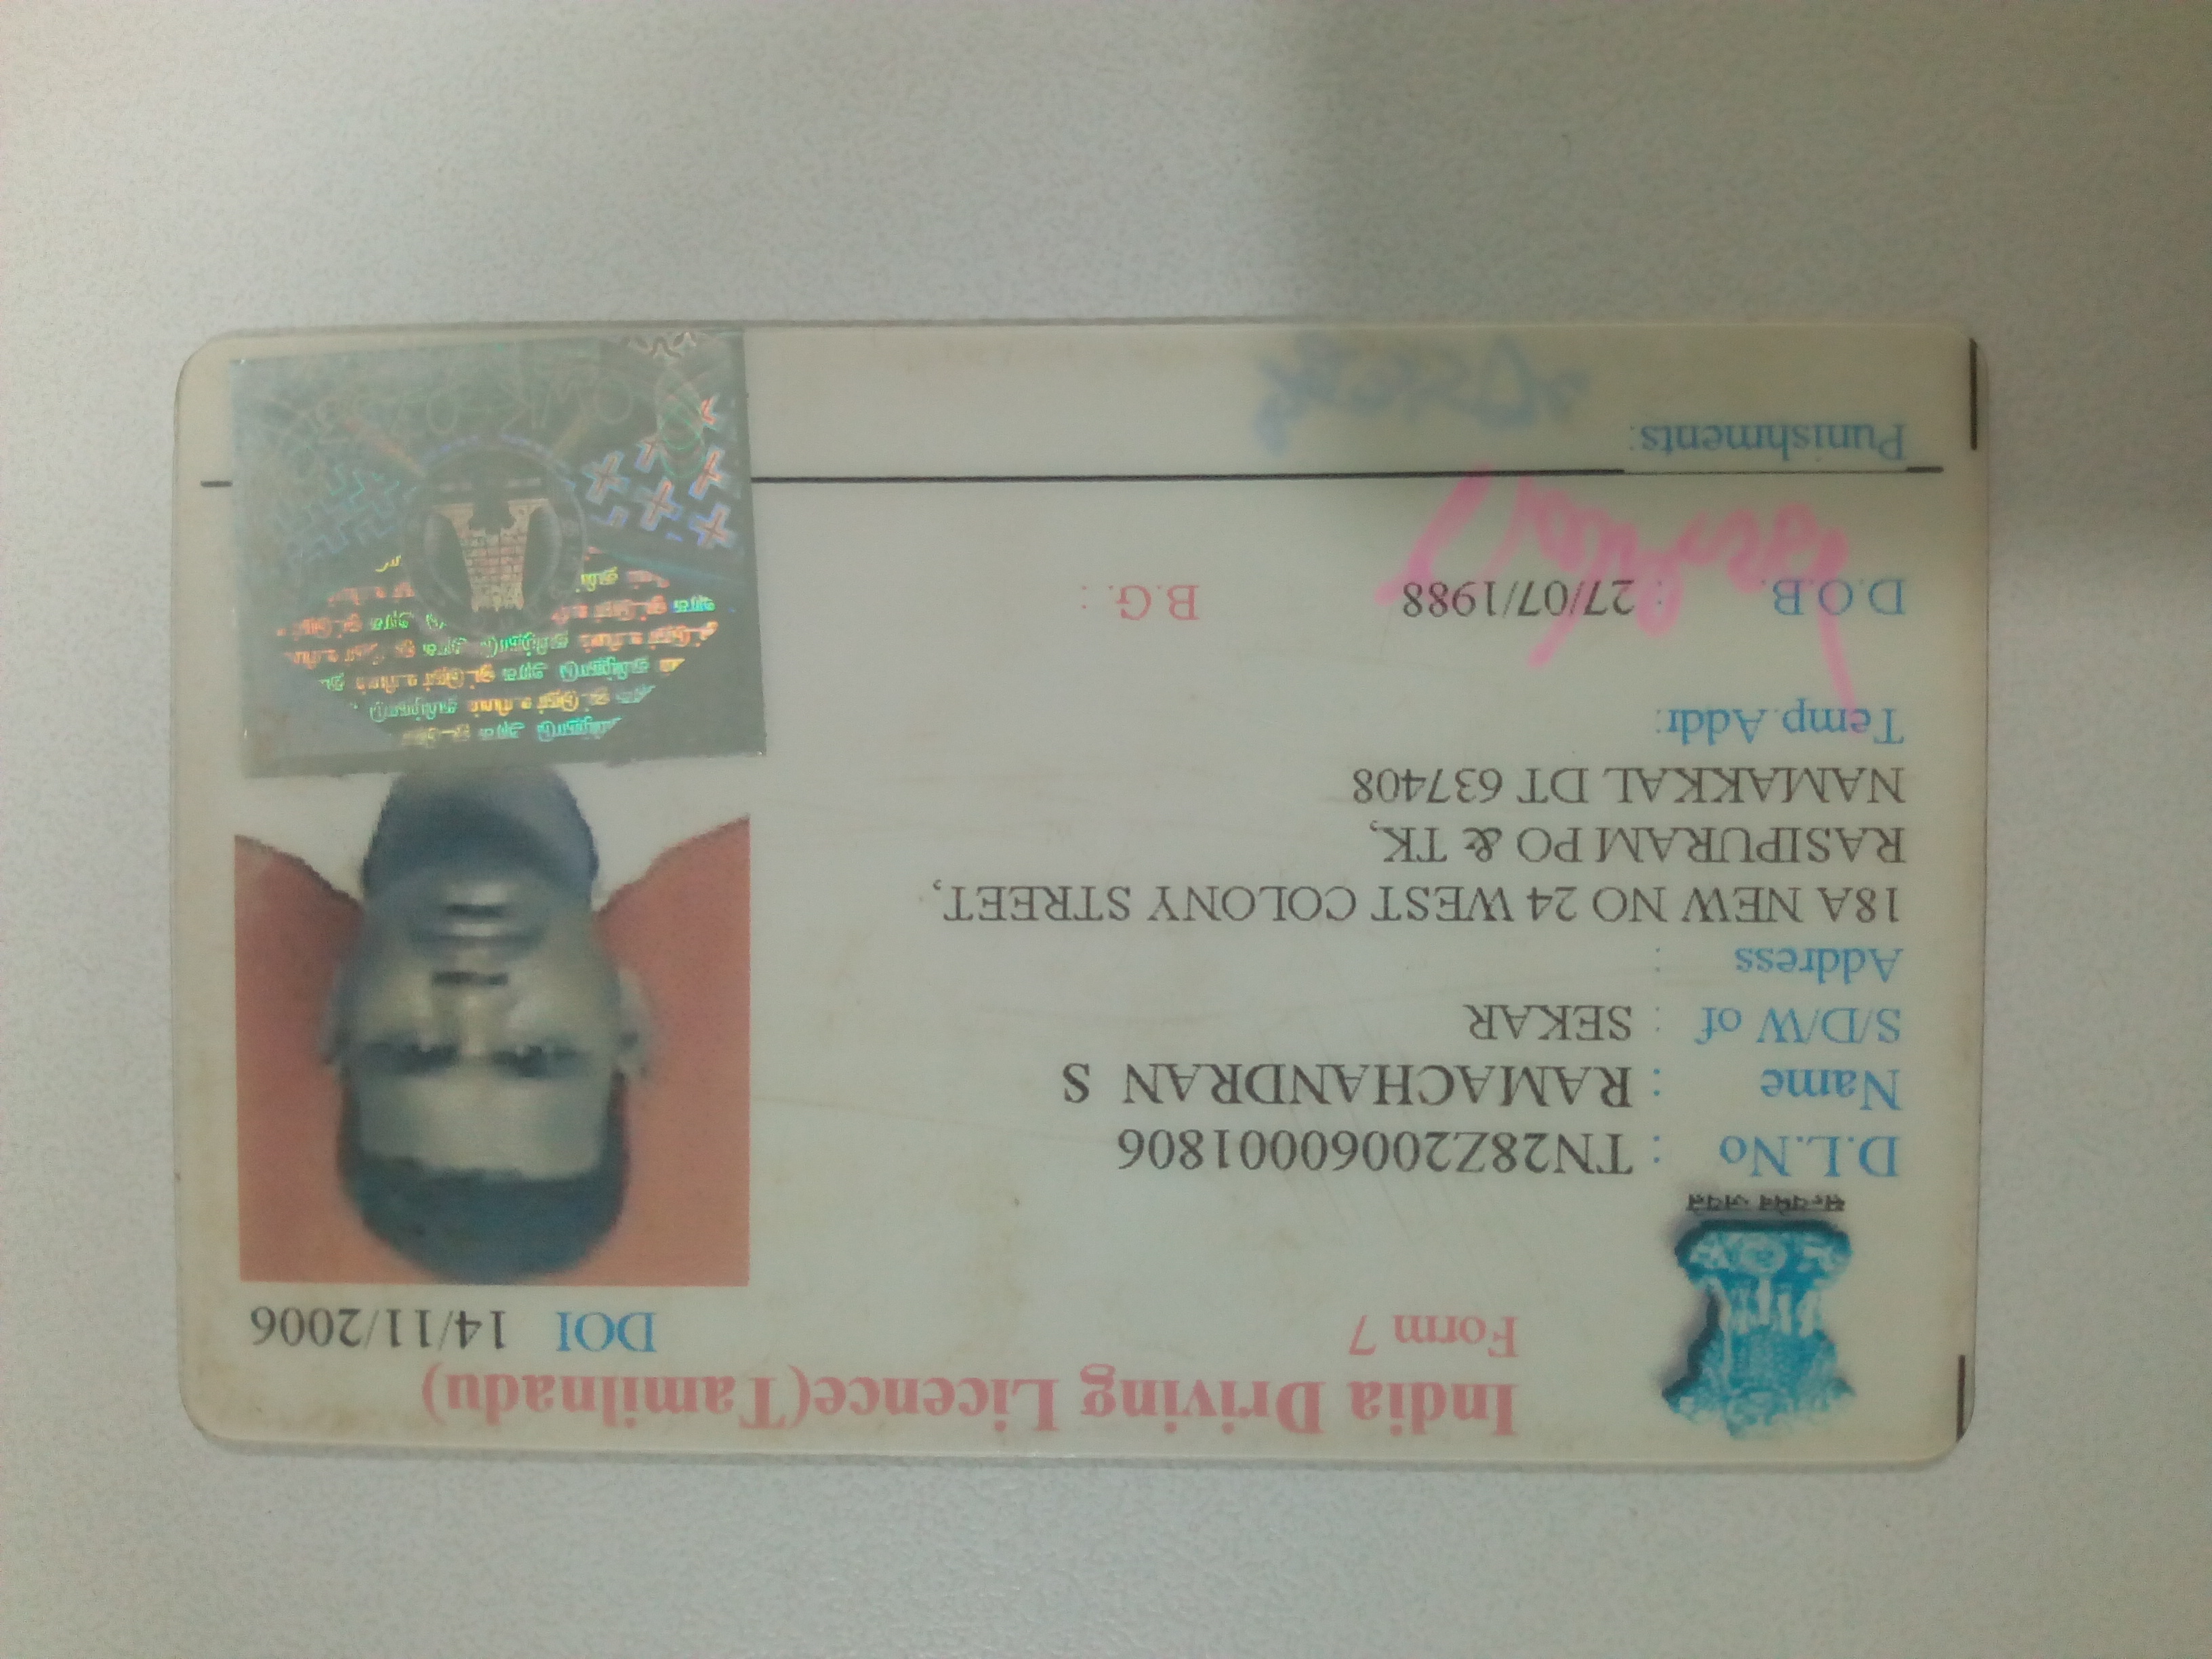 India Driving Licence(Tamilnadu)
Form 7
DOI 14/11/2006
D.L.No : TN28Z20060001806
Name : RAMACHANDRAN S
S/D/W of : SEKAR
Address :
18A NEW NO 24 WEST COLONY STREET,
RASIPURAM PO & TK,
NAMAKKAL DT 637408
Temp.Addr:
D.O.B. : 27/07/1988 B.G. :
Punishments: